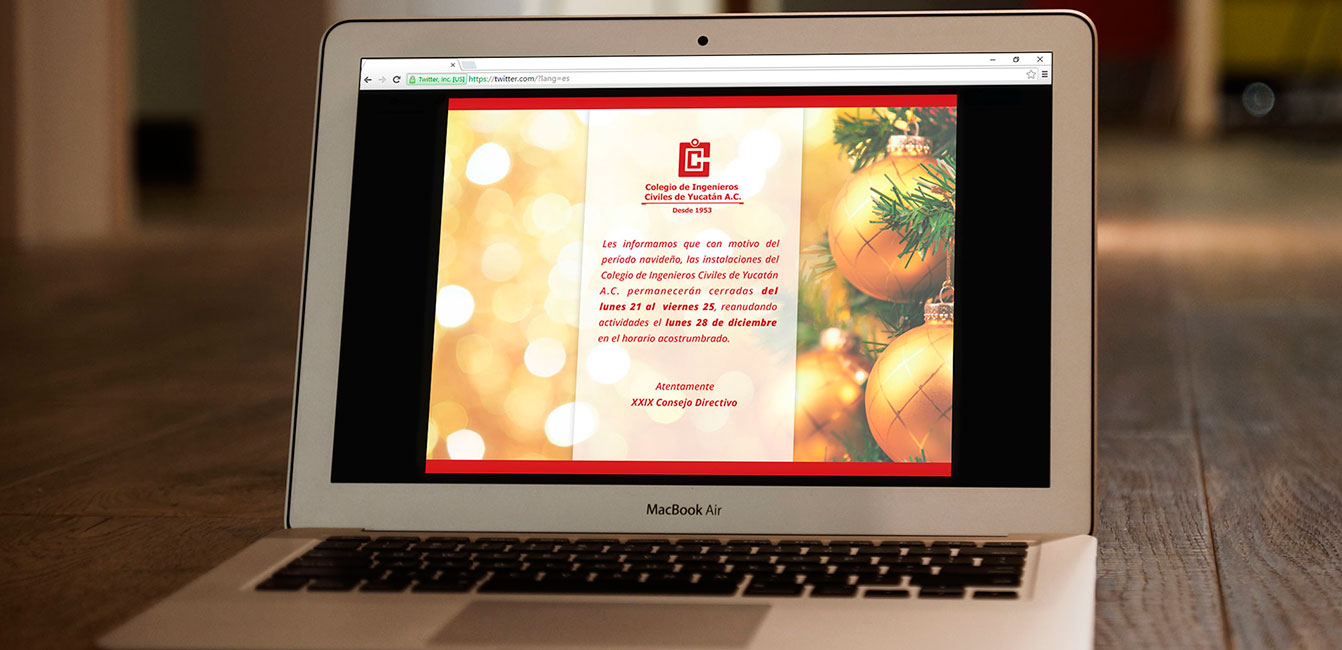 Twitter, Inc. [US] https://twitter.com/?lang=es
Colegio de Ingenieros
Civiles de Yucatán A.C.
Desde 1953
Les informamos que con motivo del
período navideño, las instalaciones del
Colegio de Ingenieros Civiles de Yucatán
A.C. permanecerán cerradas del
lunes 21 al viernes 25, reanudando
actividades el lunes 28 de diciembre
en el horario acostrumbrado.
Atentamente
XXIX Consejo Directivo
MacBook Air